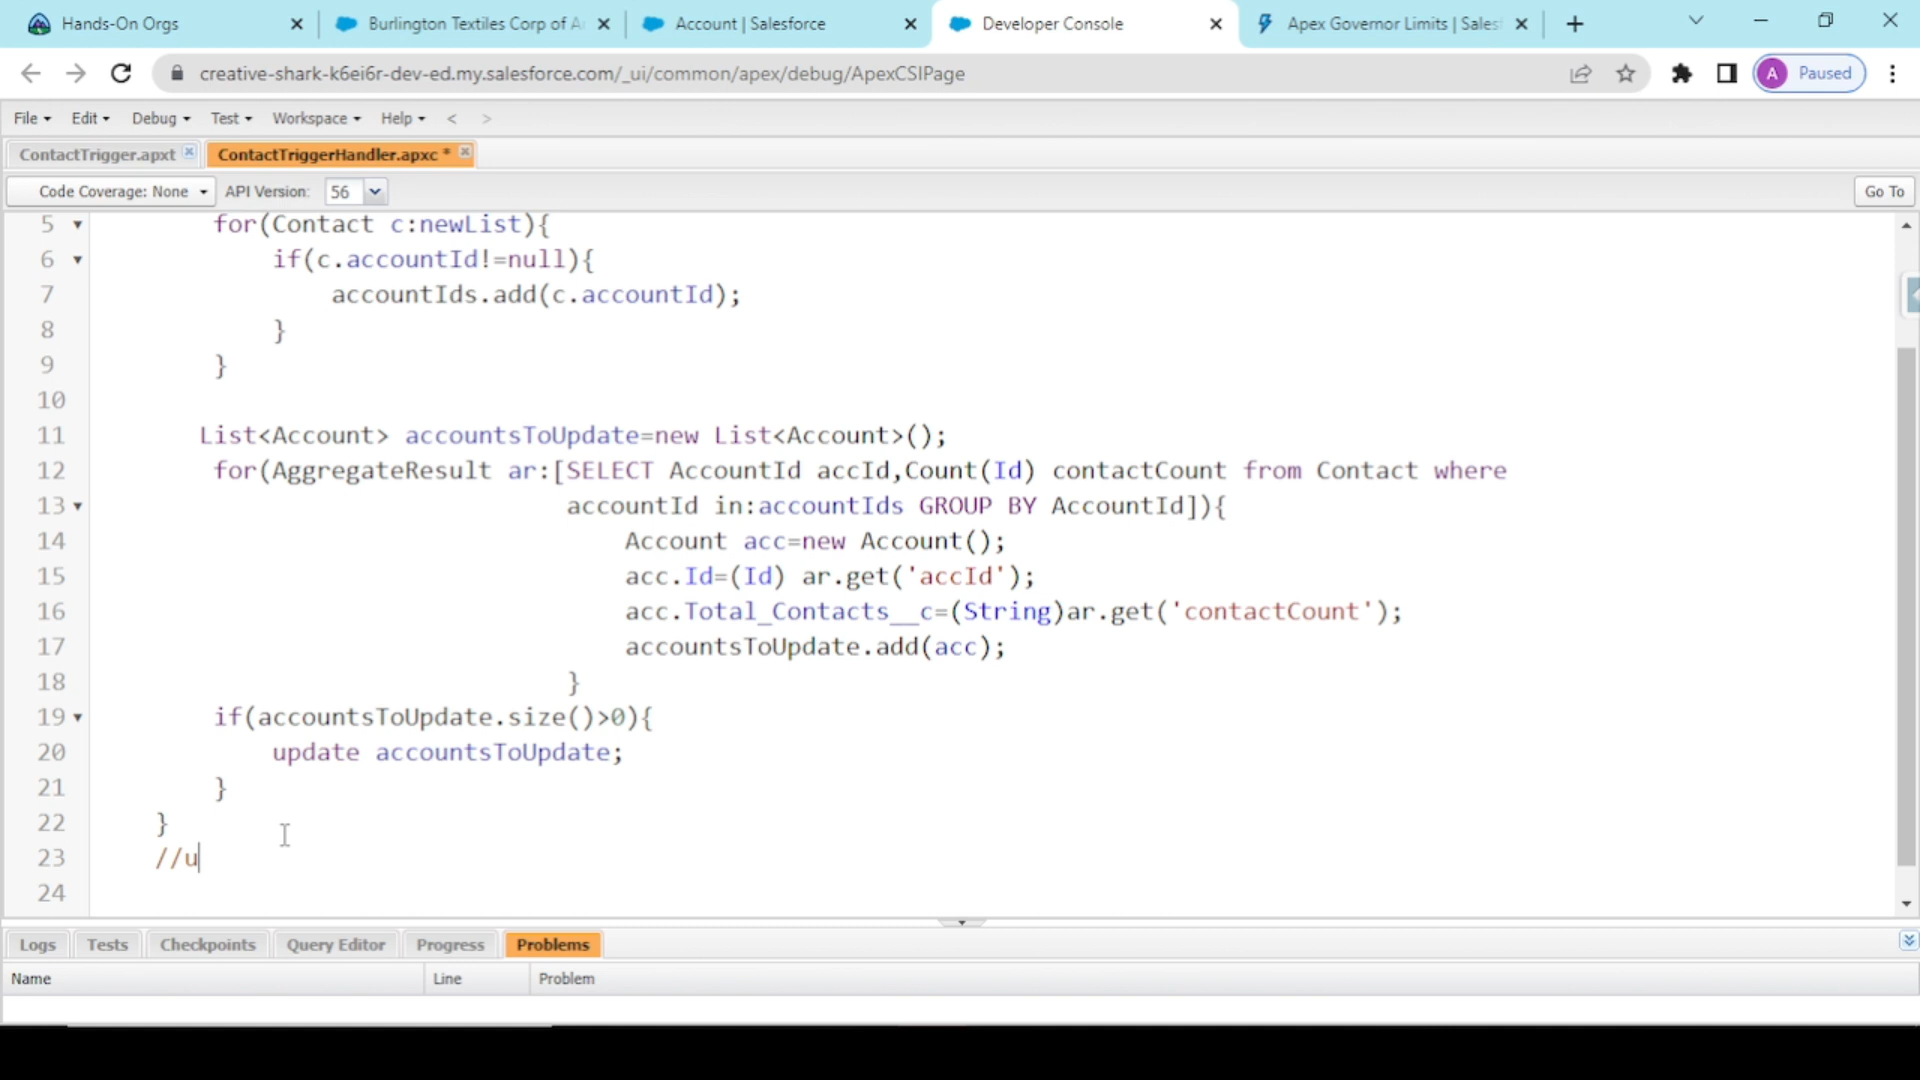 Hands-On Orgs
Burlington Textiles Corp of A
Account | Salesforce
Developer Console
Apex Governor Limits | Sales
creative-shark-k6ei6r-dev-ed.my.salesforce.com/_ui/common/apex/debug/ApexCSIPage
A Paused
File Edit Debug Test Workspace Help < >
ContactTrigger.apxt
ContactTriggerHandler.apxc *
Code Coverage: None API Version: 56 Go To
5 for(Contact c:newList){
6 if(c.accountId!=null){
7 accountIds.add(c.accountId);
8 }
9 }
10
11 List<Account> accountsToUpdate=new List<Account>();
12 for(AggregateResult ar:[SELECT AccountId accId,Count(Id) contactCount from Contact where
13 accountId in:accountIds GROUP BY AccountId]){
14 Account acc=new Account();
15 acc.Id=(Id) ar.get('accId');
16 acc.Total_Contacts__c=(String)ar.get('contactCount');
17 accountsToUpdate.add(acc);
18 }
19 if(accountsToUpdate.size()>0){
20 update accountsToUpdate;
21 }
22 }
23 //u
24
Logs Tests Checkpoints Query Editor Progress Problems
Name Line Problem